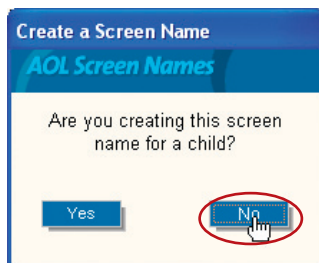 Create a Screen Name
AOL Screen Names
Are you creating this screen
name for a child?
Yes
No